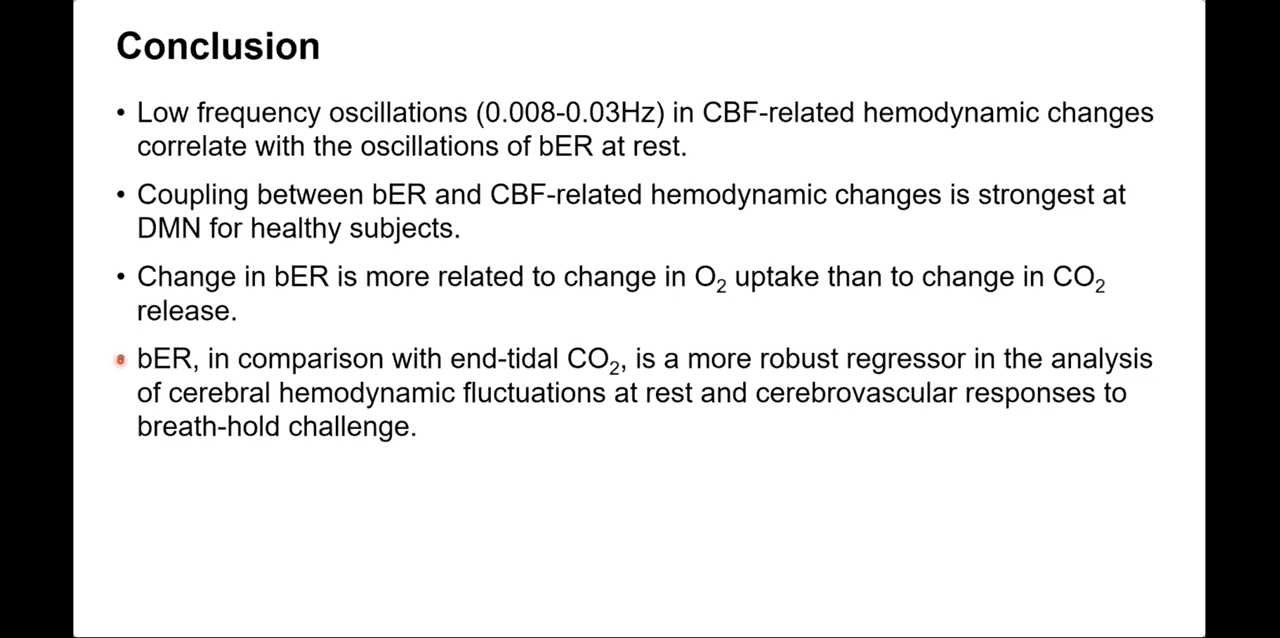 Conclusion
• Low frequency oscillations (0.008-0.03Hz) in CBF-related hemodynamic changes
correlate with the oscillations of bER at rest.
• Coupling between bER and CBF-related hemodynamic changes is strongest at
DMN for healthy subjects.
• Change in bER is more related to change in O₂ uptake than to change in CO₂
release.
• bER, in comparison with end-tidal CO₂, is a more robust regressor in the analysis
of cerebral hemodynamic fluctuations at rest and cerebrovascular responses to
breath-hold challenge.